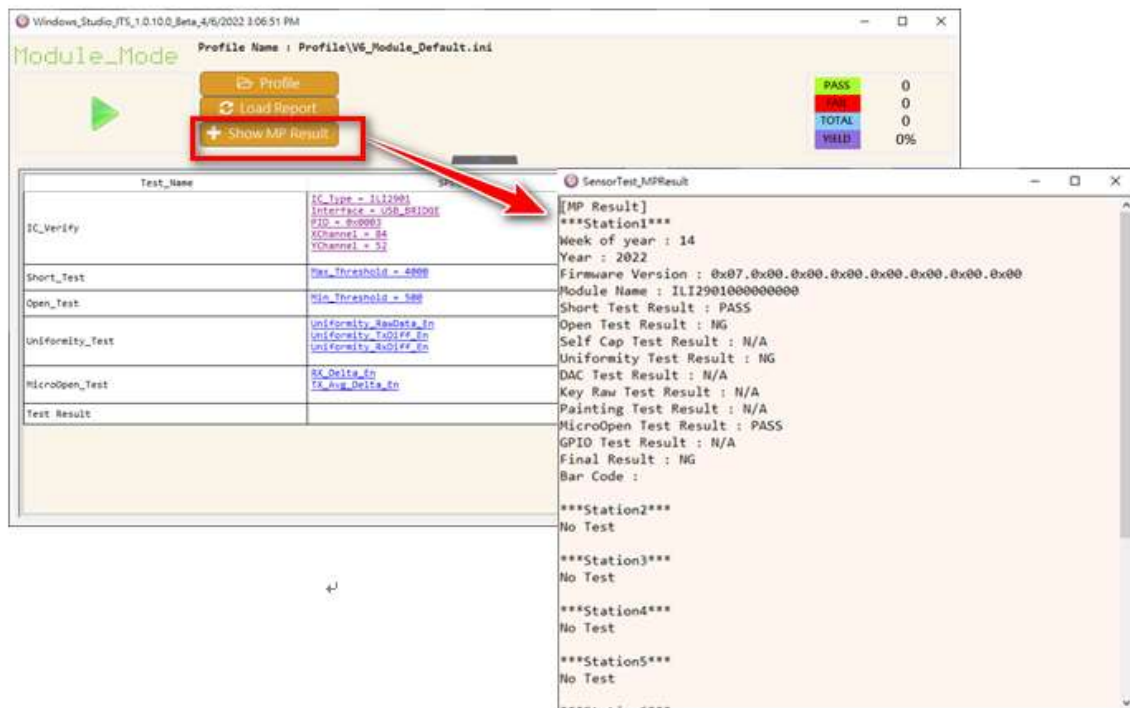 Windows_Studio_ITS_1.0.10.0_Beta_4/6/2022 3:06:51 PM
Module_Mode
Profile Name : Profile\V6_Module_Default.ini
Profile
Load Report
Show MP Result
PASS 0
FAIL 0
TOTAL 0
YIELD 0%
Test_Name
IC_Verify
IC_Type = ILI2901
Interface = USB_BRIDGE
PID = 0x0003
XChannel = 84
YChannel = 52
Short_Test
Max_Threshold = 4000
Open_Test
Min_Threshold = 500
Uniformity_Test
Uniformity_RawData_En
Uniformity_TxDiff_En
Uniformity_RxDiff_En
MicroOpen_Test
RX_Delta_En
TX_Avg_Delta_En
Test Result
SensorTest_MPResult
[MP Result]
***Station1***
Week of year : 14
Year : 2022
Firmware Version : 0x07.0x00.0x00.0x00.0x00.0x00.0x00.0x00
Module Name : ILI2901000000000
Short Test Result : PASS
Open Test Result : NG
Self Cap Test Result : N/A
Uniformity Test Result : NG
DAC Test Result : N/A
Key Raw Test Result : N/A
Painting Test Result : N/A
MicroOpen Test Result : PASS
GPIO Test Result : N/A
Final Result : NG
Bar Code :
***Station2***
No Test
***Station3***
No Test
***Station4***
No Test
***Station5***
No Test